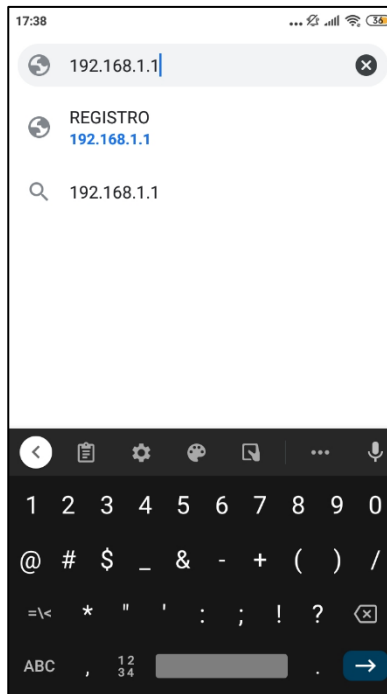 17:38
36
192.168.1.1
REGISTRO
192.168.1.1
192.168.1.1
1 2 3 4 5 6 7 8 9 0
@ # $ _ & - + ( ) /
=\< * " ' : ; ! ?
ABC , 12 34 .